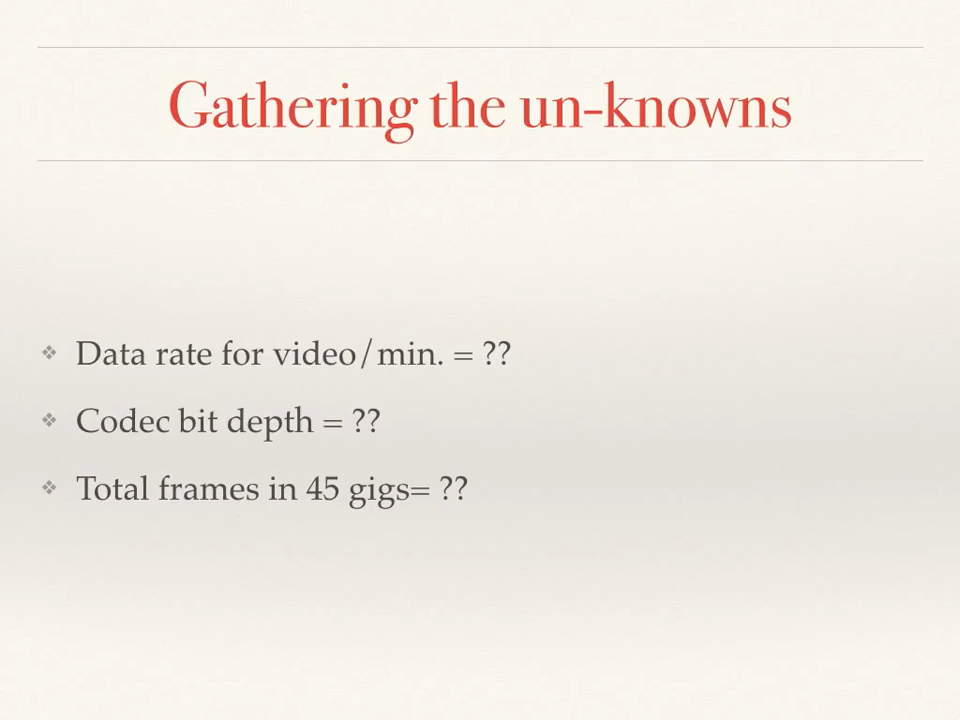 Gathering the un-knowns
Data rate for video/min. = ??
Codec bit depth = ??
Total frames in 45 gigs= ??